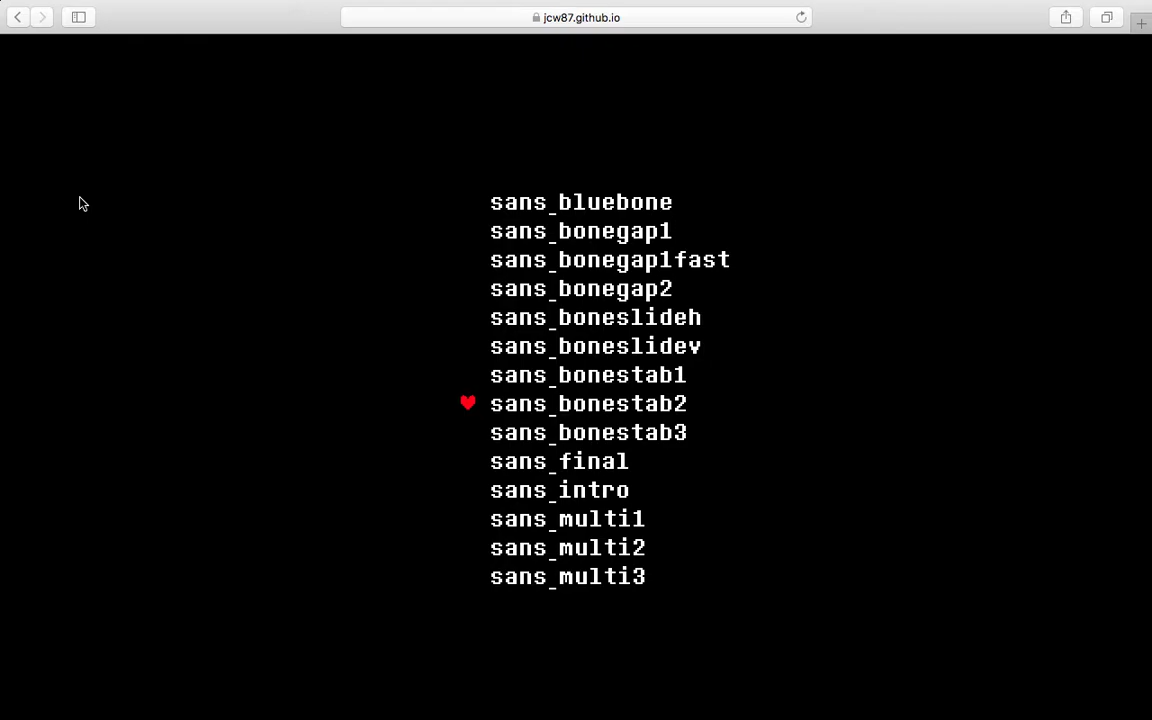 jcw87.github.io
sans_bluebone
sans_bonegap1
sans_bonegap1fast
sans_bonegap2
sans_boneslideh
sans_boneslidev
sans_bonestab1
sans_bonestab2
sans_bonestab3
sans_final
sans_intro
sans_multi1
sans_multi2
sans_multi3